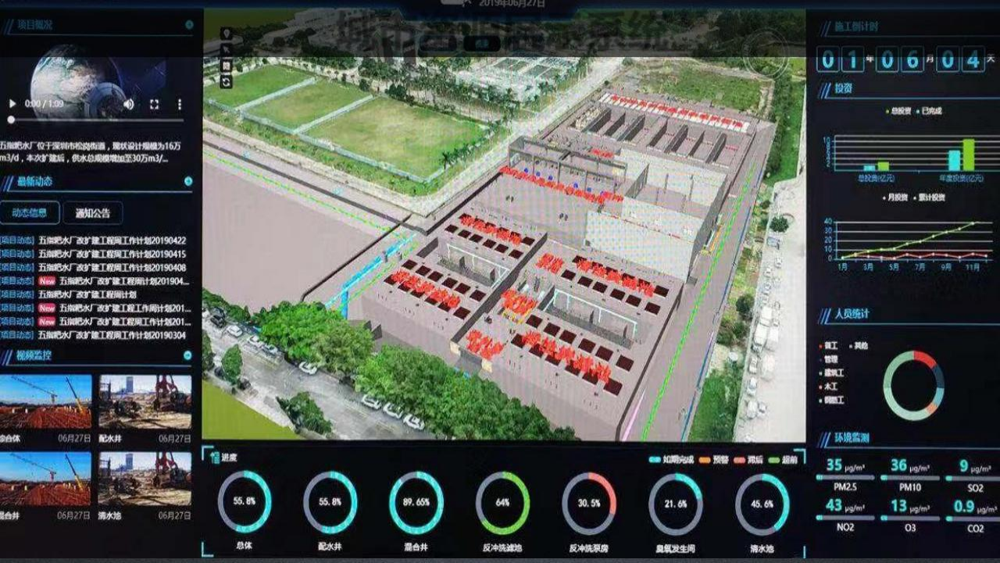 2019年06月27日
项目概况
0:00 / 1:09
五指耙水厂位于深圳市松岗街道，现状设计规模为16万
m3/d，本次扩建后，供水总规模增加至30万m3/...
最新动态
动态信息 通知公告
[项目动态] 五指耙水厂改扩建工程周工作计划20190422
[项目动态] 五指耙水厂改扩建工程周工作计划20190415
[项目动态] 五指耙水厂改扩建工程周工作计划20190408
[项目动态] New 五指耙水厂改扩建工程周计划201904...
[项目动态] 五指耙水厂改扩建工程周计划
[项目动态] New 五指耙水厂改扩建工程工作周计划201...
[项目动态] New 五指耙水厂改扩建工程周工作计划201...
[项目动态] 五指耙水厂改扩建工程周工作计划20190304
视频监控
综合体 06月27日 配水井 06月27日
混合井 06月27日 清水池 06月27日
进度
如期完成 预警 滞后 超前
55.8% 55.8% 89.65% 64% 30.5% 21.6% 45.6%
总体 配水井 混合井 反冲洗滤池 反冲洗泵房 臭氧发生间 清水池
施工倒计时
01年06月04天
投资
总投资 已完成
总投资(亿元) 年度投资(亿元)
月投资 累计投资
40
30
20
10
0
1月 3月 5月 7月 9月 11月
人员统计
其他
管理
建筑工
木工
钢筋工
环境监测
35 μg/m³ 36 μg/m³ 9 μg/m³
PM2.5 PM10 SO2
43 μg/m³ 13 μg/m³ 0.9 μg/m³
NO2 O3 CO2